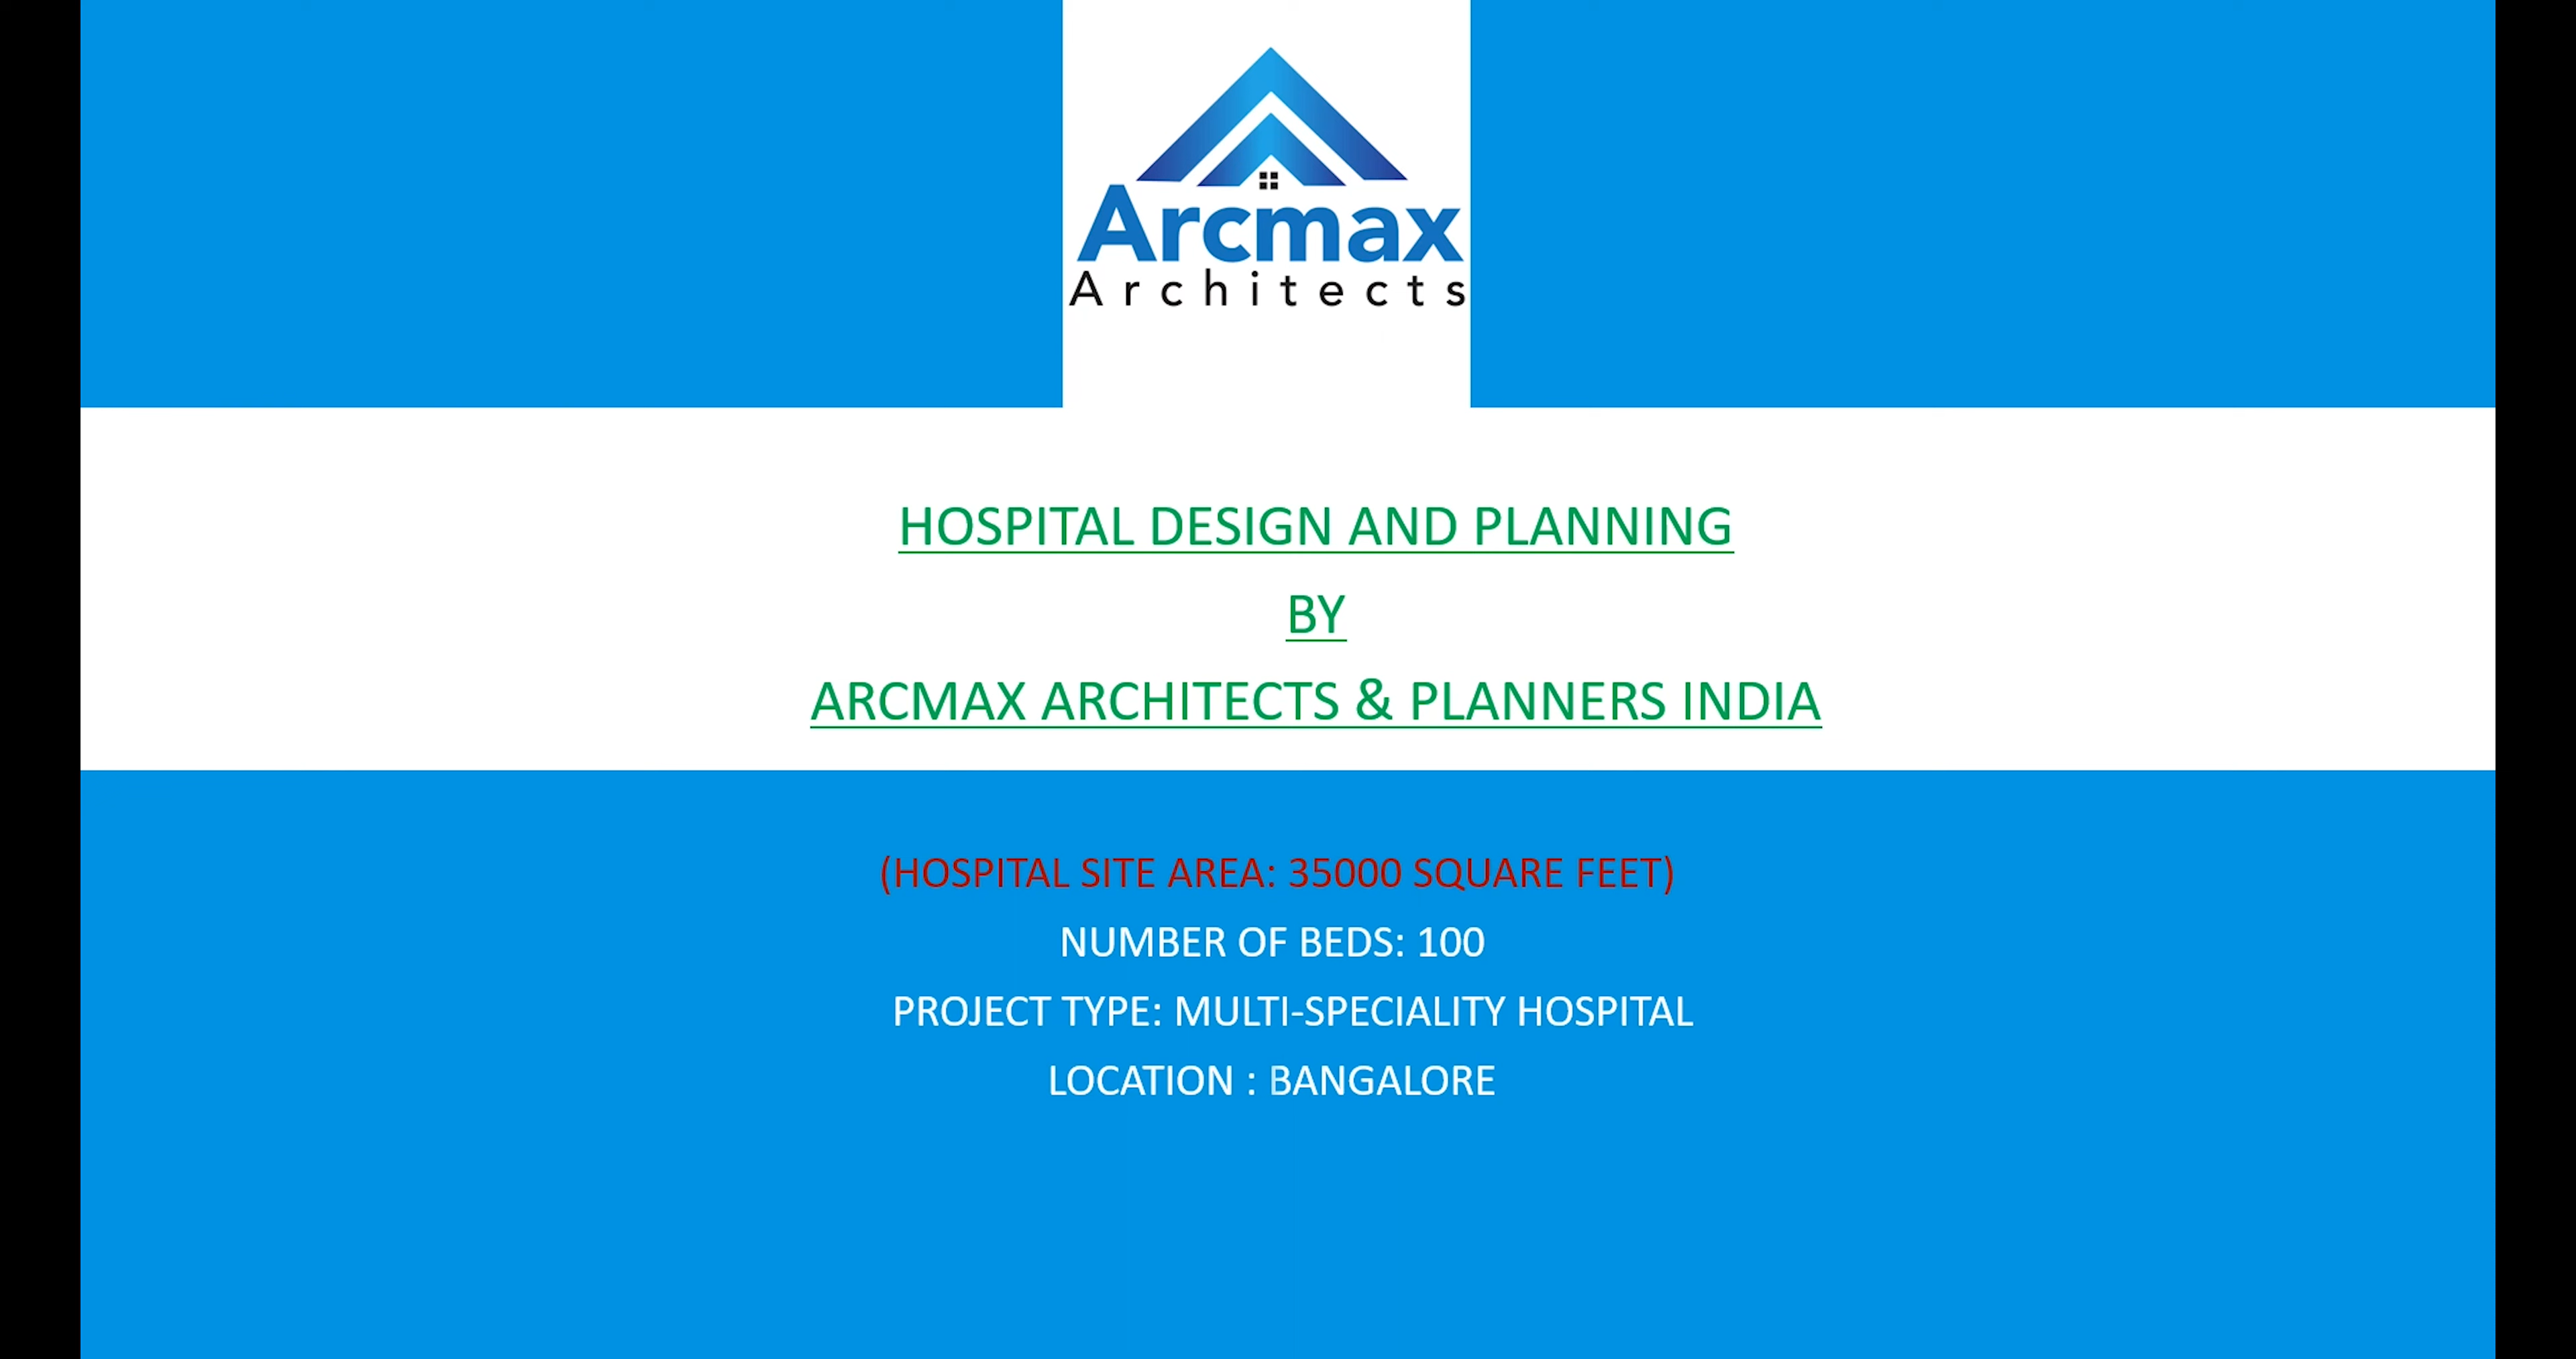 Arcmax
Architects
HOSPITAL DESIGN AND PLANNING
BY
ARCMAX ARCHITECTS & PLANNERS INDIA
(HOSPITAL SITE AREA: 35000 SQUARE FEET)
NUMBER OF BEDS: 100
PROJECT TYPE: MULTI-SPECIALITY HOSPITAL
LOCATION : BANGALORE